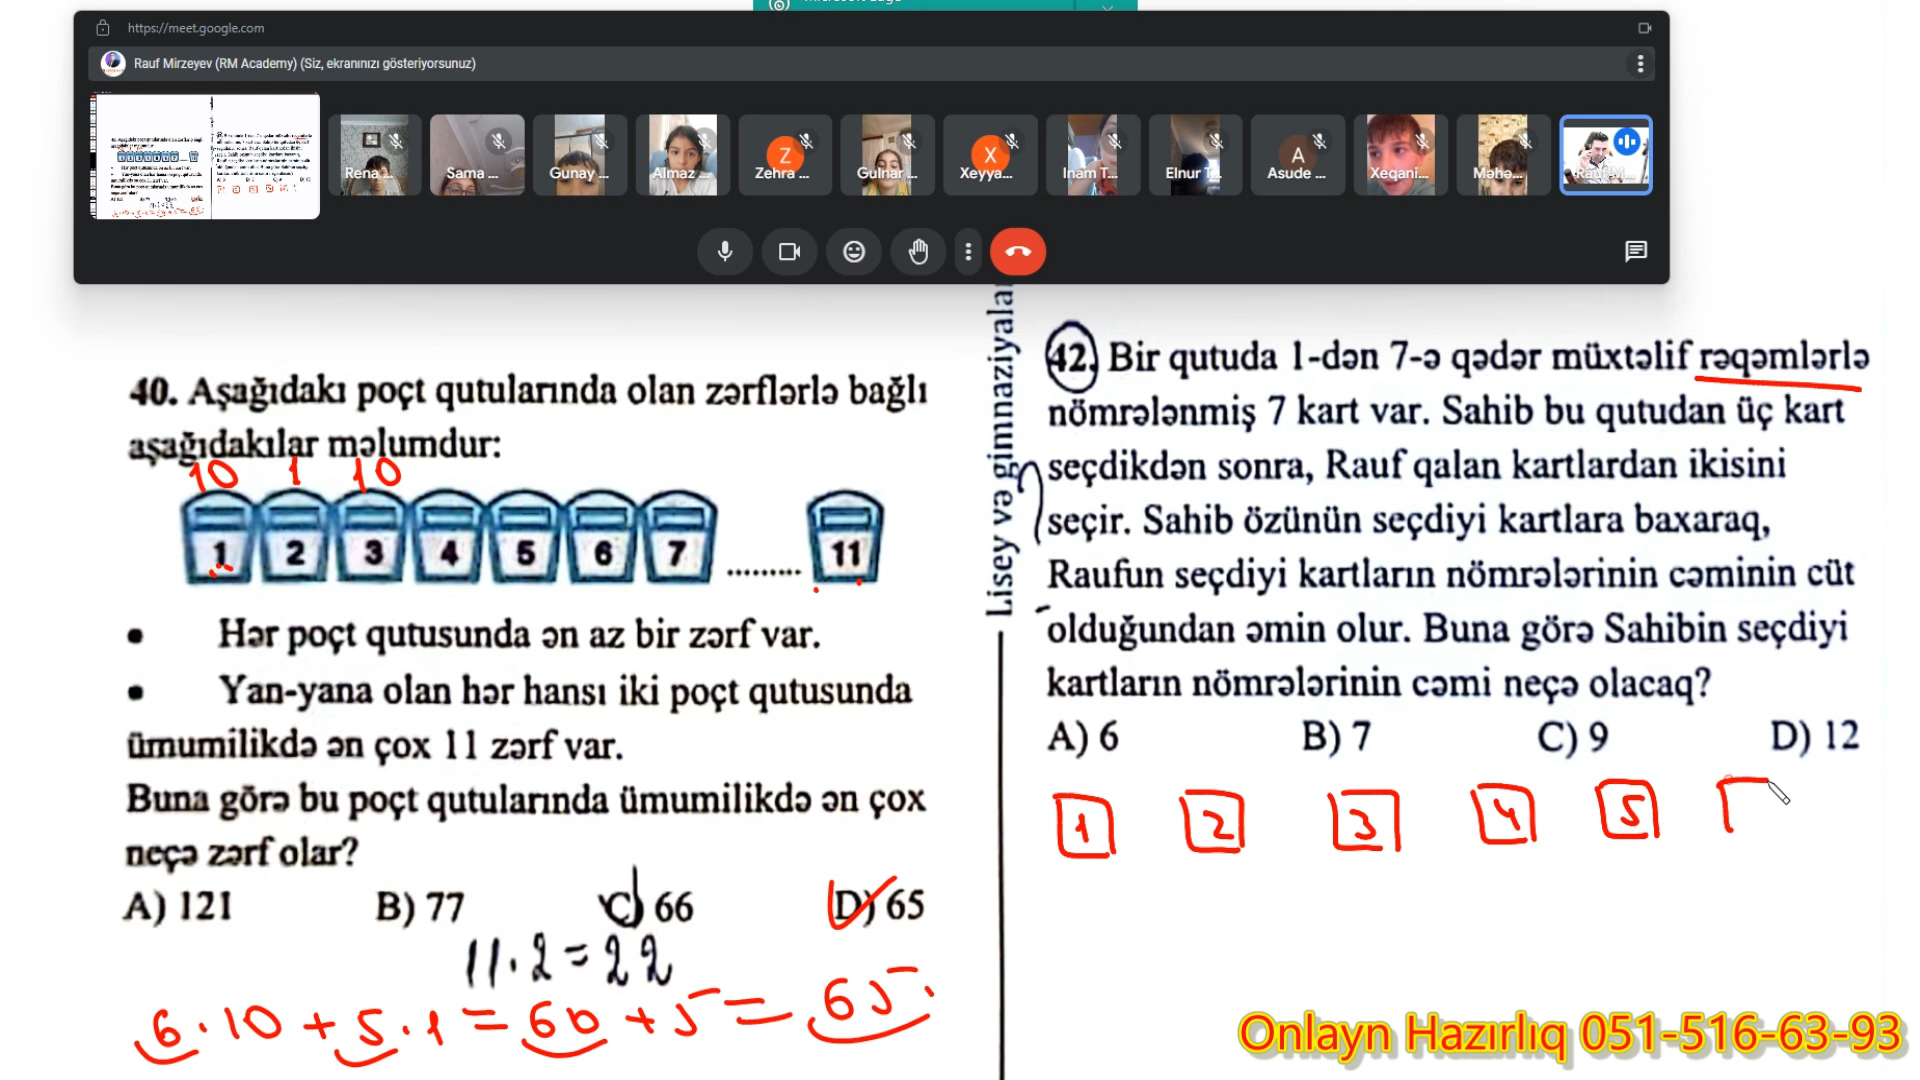 https://meet.google.com
Rauf Mirzeyev (RM Academy) (Siz, ekranınızı gösteriyorsunuz)
Rena ...
Sama ...
Gunay ...
Almaz ...
Z
Zehra ...
Gulnar ...
X
Xeyya...
Inam T...
Elnur T...
A
Asude ...
Xeqani...
Məhə...
Rauf M...
Lisey və gimnaziyalar
40. Aşağıdakı poçt qutularında olan zərflərlə bağlı
aşağıdakılar məlumdur:
10 1 10
1 2 3 4 5 6 7 ......... 11
• Hər poçt qutusunda ən az bir zərf var.
• Yan-yana olan hər hansı iki poçt qutusunda
ümumilikdə ən çox 11 zərf var.
Buna görə bu poçt qutularında ümumilikdə ən çox
neçə zərf olar?
A) 121 B) 77 C) 66 D) 65
11·2=22
6·10+5·1=60+5=65
42. Bir qutuda 1-dən 7-ə qədər müxtəlif rəqəmlərlə
nömrələnmiş 7 kart var. Sahib bu qutudan üç kart
seçdikdən sonra, Rauf qalan kartlardan ikisini
seçir. Sahib özünün seçdiyi kartlara baxaraq,
Raufun seçdiyi kartların nömrələrinin cəminin cüt
olduğundan əmin olur. Buna görə Sahibin seçdiyi
kartların nömrələrinin cəmi neçə olacaq?
A) 6 B) 7 C) 9 D) 12
1 2 3 4 5
Onlayn Hazırlıq 051-516-63-93